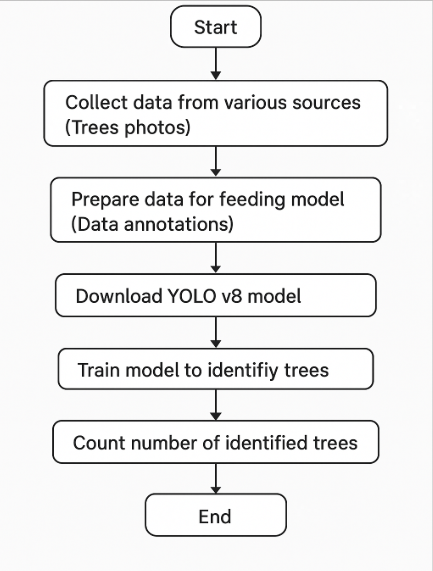 Start
Collect data from various sources
(Trees photos)
Prepare data for feeding model
(Data annotations)
Download YOLO v8 model
Train model to identifiy trees
Count number of identified trees
End